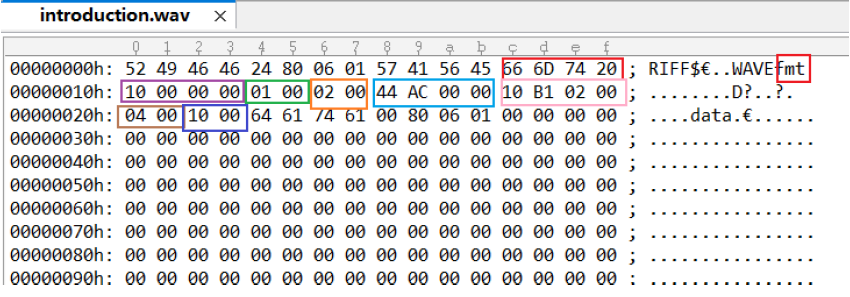 introduction.wav ×
0 1 2 3 4 5 6 7 8 9 a b c d e f
00000000h: 52 49 46 46 24 80 06 01 57 41 56 45 66 6D 74 20 ; RIFF$€..WAVEfmt
00000010h: 10 00 00 00 01 00 02 00 44 AC 00 00 10 B1 02 00 ; ........D?..?.
00000020h: 04 00 10 00 64 61 74 61 00 80 06 01 00 00 00 00 ; ....data.€......
00000030h: 00 00 00 00 00 00 00 00 00 00 00 00 00 00 00 00 ; ................
00000040h: 00 00 00 00 00 00 00 00 00 00 00 00 00 00 00 00 ; ................
00000050h: 00 00 00 00 00 00 00 00 00 00 00 00 00 00 00 00 ; ................
00000060h: 00 00 00 00 00 00 00 00 00 00 00 00 00 00 00 00 ; ................
00000070h: 00 00 00 00 00 00 00 00 00 00 00 00 00 00 00 00 ; ................
00000080h: 00 00 00 00 00 00 00 00 00 00 00 00 00 00 00 00 ; ................
00000090h: 00 00 00 00 00 00 00 00 00 00 00 00 00 00 00 00 ; ................